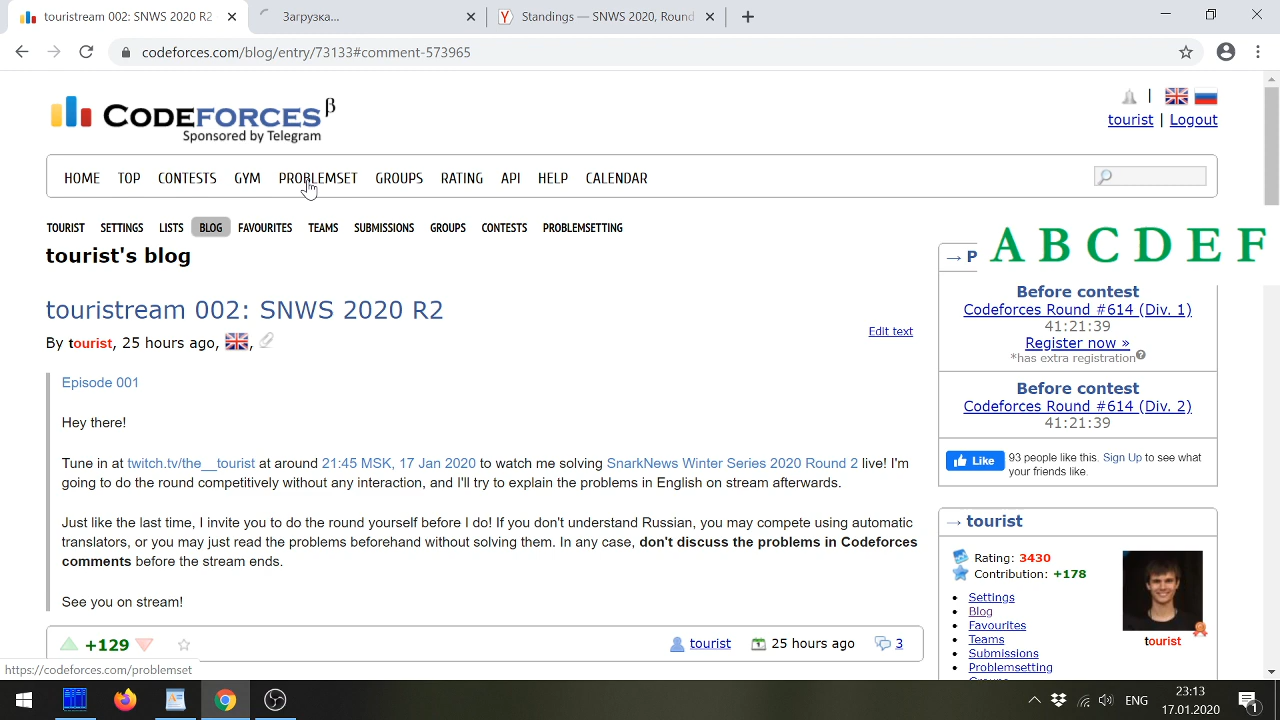 touristream 002: SNWS 2020 R2
Загрузка...
Standings — SNWS 2020, Round
codeforces.com/blog/entry/73133#comment-573965
CODEFORCES β
Sponsored by Telegram
tourist | Logout
HOME TOP CONTESTS GYM PROBLEMSET GROUPS RATING API HELP CALENDAR
TOURIST SETTINGS LISTS BLOG FAVOURITES TEAMS SUBMISSIONS GROUPS CONTESTS PROBLEMSETTING
A B C D E F
tourist's blog
→ P
touristream 002: SNWS 2020 R2
By tourist, 25 hours ago, ,
Edit text
Episode 001
Hey there!
Tune in at twitch.tv/the__tourist at around 21:45 MSK, 17 Jan 2020 to watch me solving SnarkNews Winter Series 2020 Round 2 live! I'm
going to do the round competitively without any interaction, and I'll try to explain the problems in English on stream afterwards.
Just like the last time, I invite you to do the round yourself before I do! If you don't understand Russian, you may compete using automatic
translators, or you may just read the problems beforehand without solving them. In any case, don't discuss the problems in Codeforces
comments before the stream ends.
See you on stream!
+129
tourist 25 hours ago 3
Before contest
Codeforces Round #614 (Div. 1)
41:21:39
Register now »
*has extra registration
Before contest
Codeforces Round #614 (Div. 2)
41:21:39
Like 93 people like this. Sign Up to see what
your friends like.
→ tourist
Rating: 3430
Contribution: +178
Settings
Blog
Favourites
Teams
Submissions
Problemsetting
tourist
https://codeforces.com/problemset
ENG
23:13
17.01.2020
1